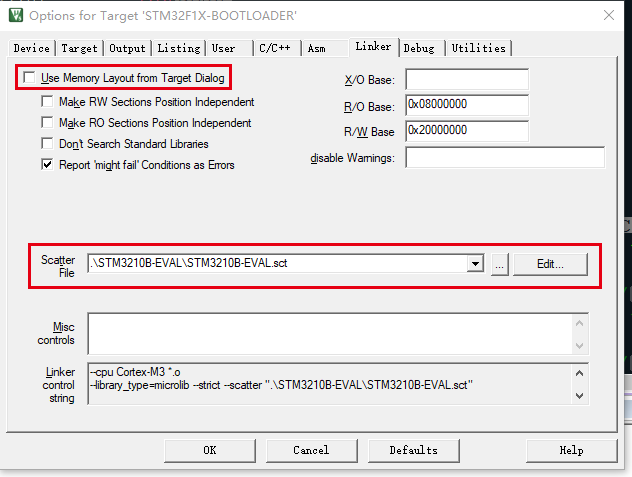 Options for Target 'STM32F1X-BOOTLOADER'
Device Target Output Listing User C/C++ Asm Linker Debug Utilities
Use Memory Layout from Target Dialog
Make RW Sections Position Independent
Make RO Sections Position Independent
Don't Search Standard Libraries
Report 'might fail' Conditions as Errors
X/O Base:
R/O Base: 0x08000000
R/W Base 0x20000000
disable Warnings:
Scatter
File
.\STM3210B-EVAL\STM3210B-EVAL.sct
... Edit...
Misc
controls
Linker
control
string
--cpu Cortex-M3 *.o
--library_type=microlib --strict --scatter ".\STM3210B-EVAL\STM3210B-EVAL.sct"
OK Cancel Defaults Help